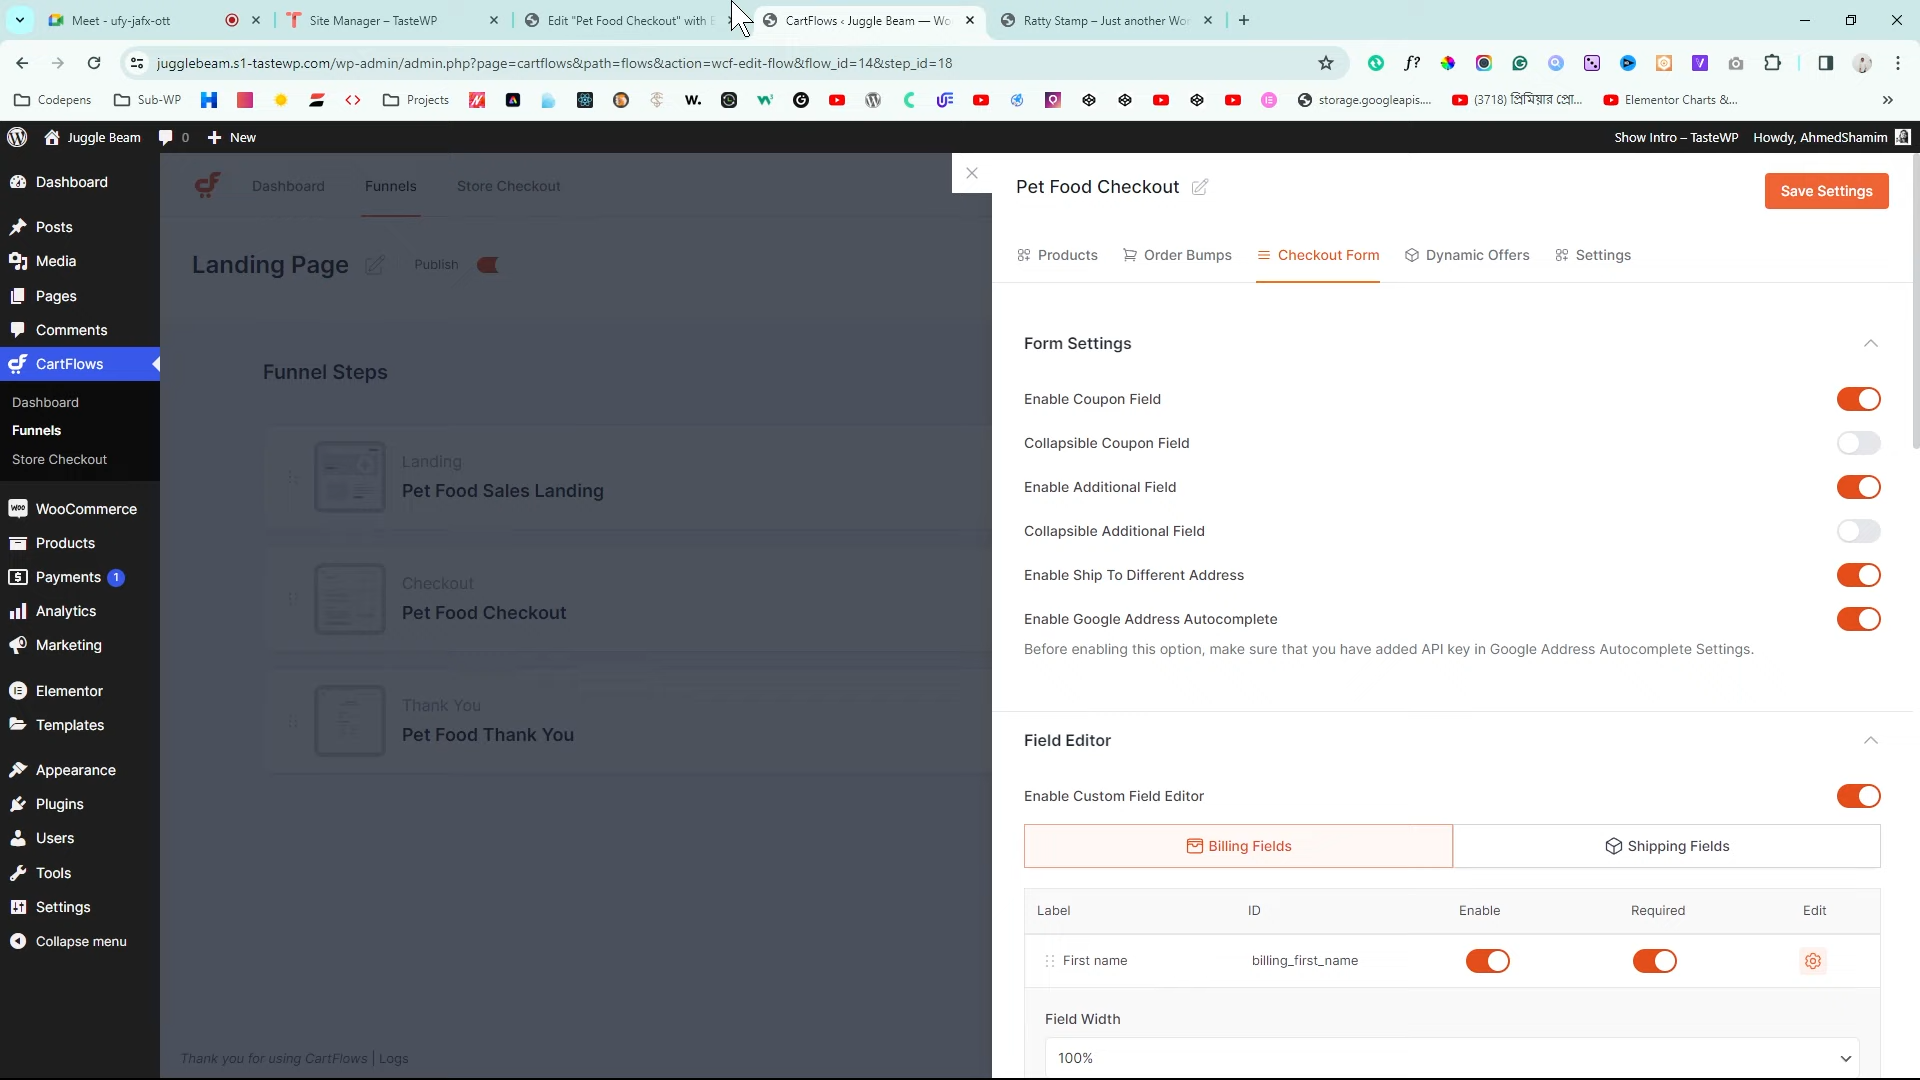 Meet - ufy-jafx-ott
Site Manager – TasteWP
Edit "Pet Food Checkout" with E
CartFlows ‹ Juggle Beam — Wo
Ratty Stamp – Just another Wor
jugglebeam.s1-tastewp.com/wp-admin/admin.php?page=cartflows&path=flows&action=wcf-edit-flow&flow_id=14&step_id=18
Codepens
Sub-WP
Projects
storage.googleapis....
(3718) প্রিমিয়ার প্রো...
Elementor Charts &...
Juggle Beam
0
New
Show Intro – TasteWP
Howdy, AhmedShamim
Dashboard
Posts
Media
Pages
Comments
CartFlows
Dashboard
Funnels
Store Checkout
WooCommerce
Products
Payments 1
Analytics
Marketing
Elementor
Templates
Appearance
Plugins
Users
Tools
Settings
Collapse menu
Dashboard
Funnels
Store Checkout
Landing Page
Publish
Funnel Steps
Landing
Pet Food Sales Landing
Checkout
Pet Food Checkout
Thank You
Pet Food Thank You
Thank you for using CartFlows | Logs
Pet Food Checkout
Save Settings
Products
Order Bumps
Checkout Form
Dynamic Offers
Settings
Form Settings
Enable Coupon Field
Collapsible Coupon Field
Enable Additional Field
Collapsible Additional Field
Enable Ship To Different Address
Enable Google Address Autocomplete
Before enabling this option, make sure that you have added API key in Google Address Autocomplete Settings.
Field Editor
Enable Custom Field Editor
Billing Fields
Shipping Fields
Label
ID
Enable
Required
Edit
First name
billing_first_name
Field Width
100%